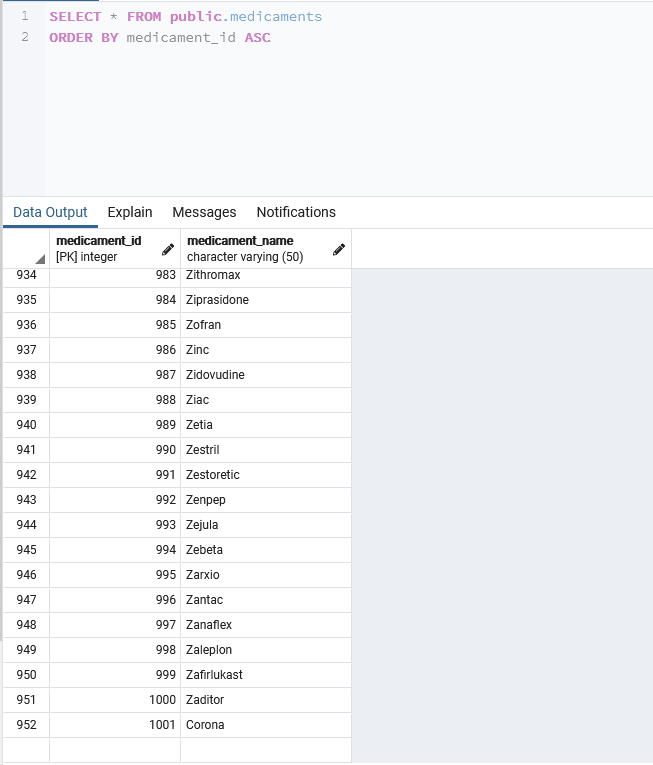 1 SELECT * FROM public.medicaments
2 ORDER BY medicament_id ASC
Data Output Explain Messages Notifications
medicament_id medicament_name
[PK] integer character varying (50)
934 983 Zithromax
935 984 Ziprasidone
936 985 Zofran
937 986 Zinc
938 987 Zidovudine
939 988 Ziac
940 989 Zetia
941 990 Zestril
942 991 Zestoretic
943 992 Zenpep
944 993 Zejula
945 994 Zebeta
946 995 Zarxio
947 996 Zantac
948 997 Zanaflex
949 998 Zaleplon
950 999 Zafirlukast
951 1000 Zaditor
952 1001 Corona